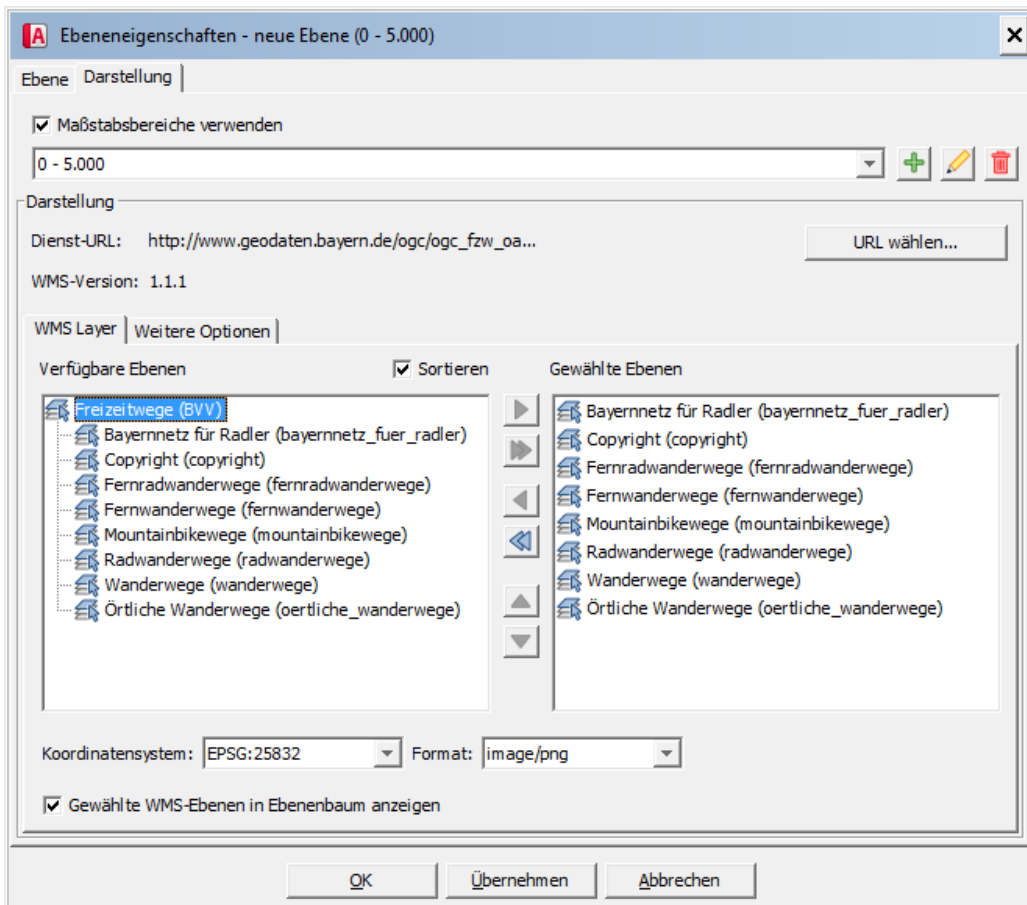 A Ebeneneigenschaften - neue Ebene (0 - 5.000)
Ebene Darstellung
Maßstabsbereiche verwenden
0 - 5.000
Darstellung
Dienst-URL: http://www.geodaten.bayern.de/ogc/ogc_fzw_oa... URL wählen...
WMS-Version: 1.1.1
WMS Layer Weitere Optionen
Verfügbare Ebenen Sortieren Gewählte Ebenen
Freizeitwege (BVV)
Bayernnetz für Radler (bayernnetz_fuer_radler)
Copyright (copyright)
Fernradwanderwege (fernradwanderwege)
Fernwanderwege (fernwanderwege)
Mountainbikewege (mountainbikewege)
Radwanderwege (radwanderwege)
Wanderwege (wanderwege)
Örtliche Wanderwege (oertliche_wanderwege)
Bayernnetz für Radler (bayernnetz_fuer_radler)
Copyright (copyright)
Fernradwanderwege (fernradwanderwege)
Fernwanderwege (fernwanderwege)
Mountainbikewege (mountainbikewege)
Radwanderwege (radwanderwege)
Wanderwege (wanderwege)
Örtliche Wanderwege (oertliche_wanderwege)
Koordinatensystem: EPSG:25832 Format: image/png
Gewählte WMS-Ebenen in Ebenenbaum anzeigen
OK Übernehmen Abbrechen